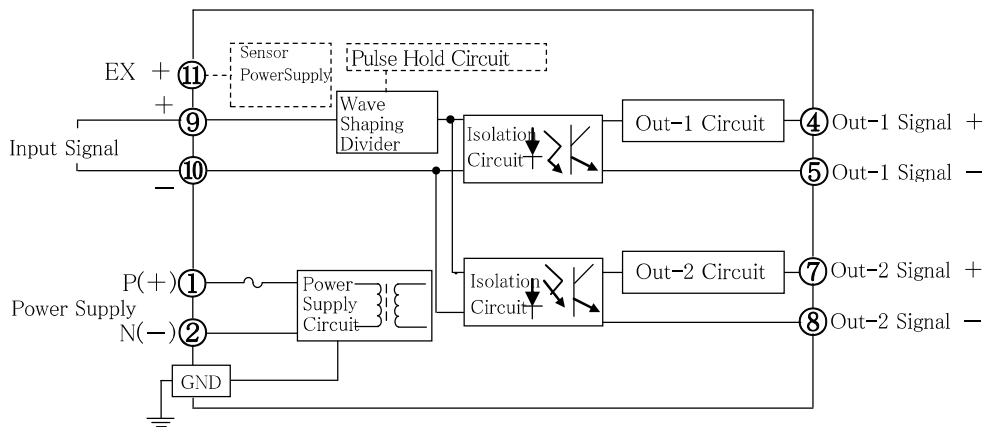 Sensor
PowerSupply
Pulse Hold Circuit
EX +
⑪
+
⑨
Wave
Shaping
Divider
Input Signal
⑩
−
Isolation
Circuit
Out-1 Circuit
④ Out-1 Signal +
⑤ Out-1 Signal −
P(+) ①
Power Supply
N(−) ②
Power
Supply
Circuit
GND
Isolation
Circuit
Out-2 Circuit
⑦ Out-2 Signal +
⑧ Out-2 Signal −